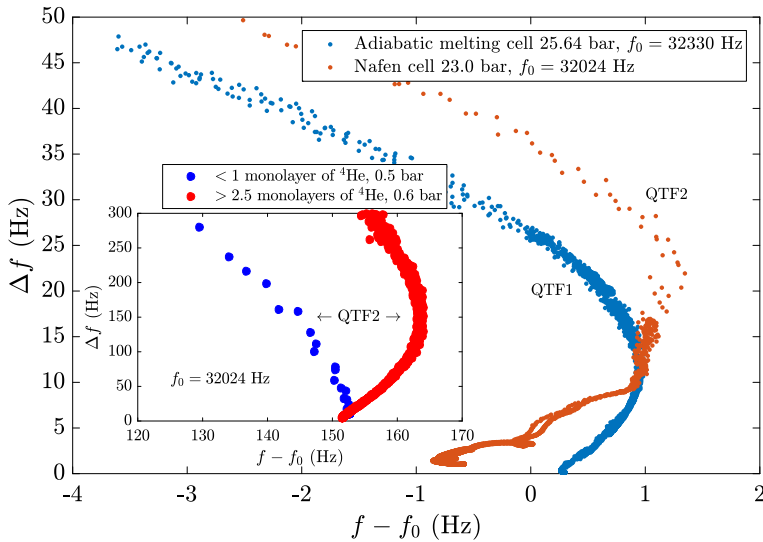 50
45
40
35
30
25
20
15
10
5
0
Δf (Hz)
Adiabatic melting cell 25.64 bar, f₀ = 32330 Hz
Nafen cell 23.0 bar, f₀ = 32024 Hz
QTF2
QTF1
< 1 monolayer of ⁴He, 0.5 bar
> 2.5 monolayers of ⁴He, 0.6 bar
300
250
200
150
100
50
0
Δf (Hz)
← QTF2 →
f₀ = 32024 Hz
120 130 140 150 160 170
f − f₀ (Hz)
-4 -3 -2 -1 0 1 2
f − f₀ (Hz)